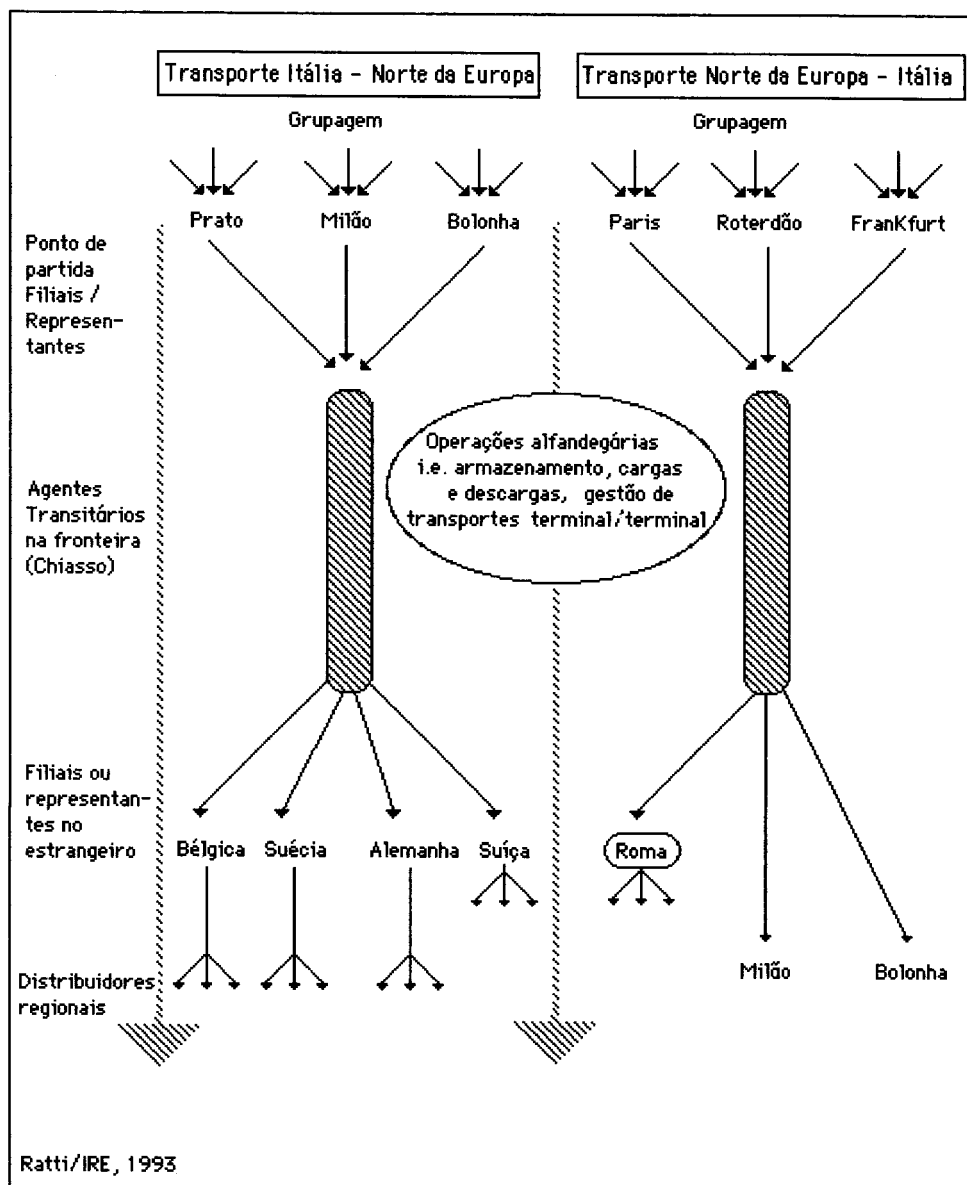 Transporte Itália - Norte da Europa
Transporte Norte da Europa - Itália
Grupagem
Grupagem
Prato
Milão
Bolonha
Paris
Roterdão
FranKfurt
Ponto de
partida
Filiais /
Represen-
tantes
Operações alfandegárias
i.e. armazenamento, cargas
e descargas, gestão de
transportes terminal/terminal
Agentes
Transitários
na fronteira
(Chiasso)
Filiais ou
representan-
tes no
estrangeiro
Bélgica
Suécia
Alemanha
Suíça
Roma
Milão
Bolonha
Distribuidores
regionais
Ratti/IRE, 1993